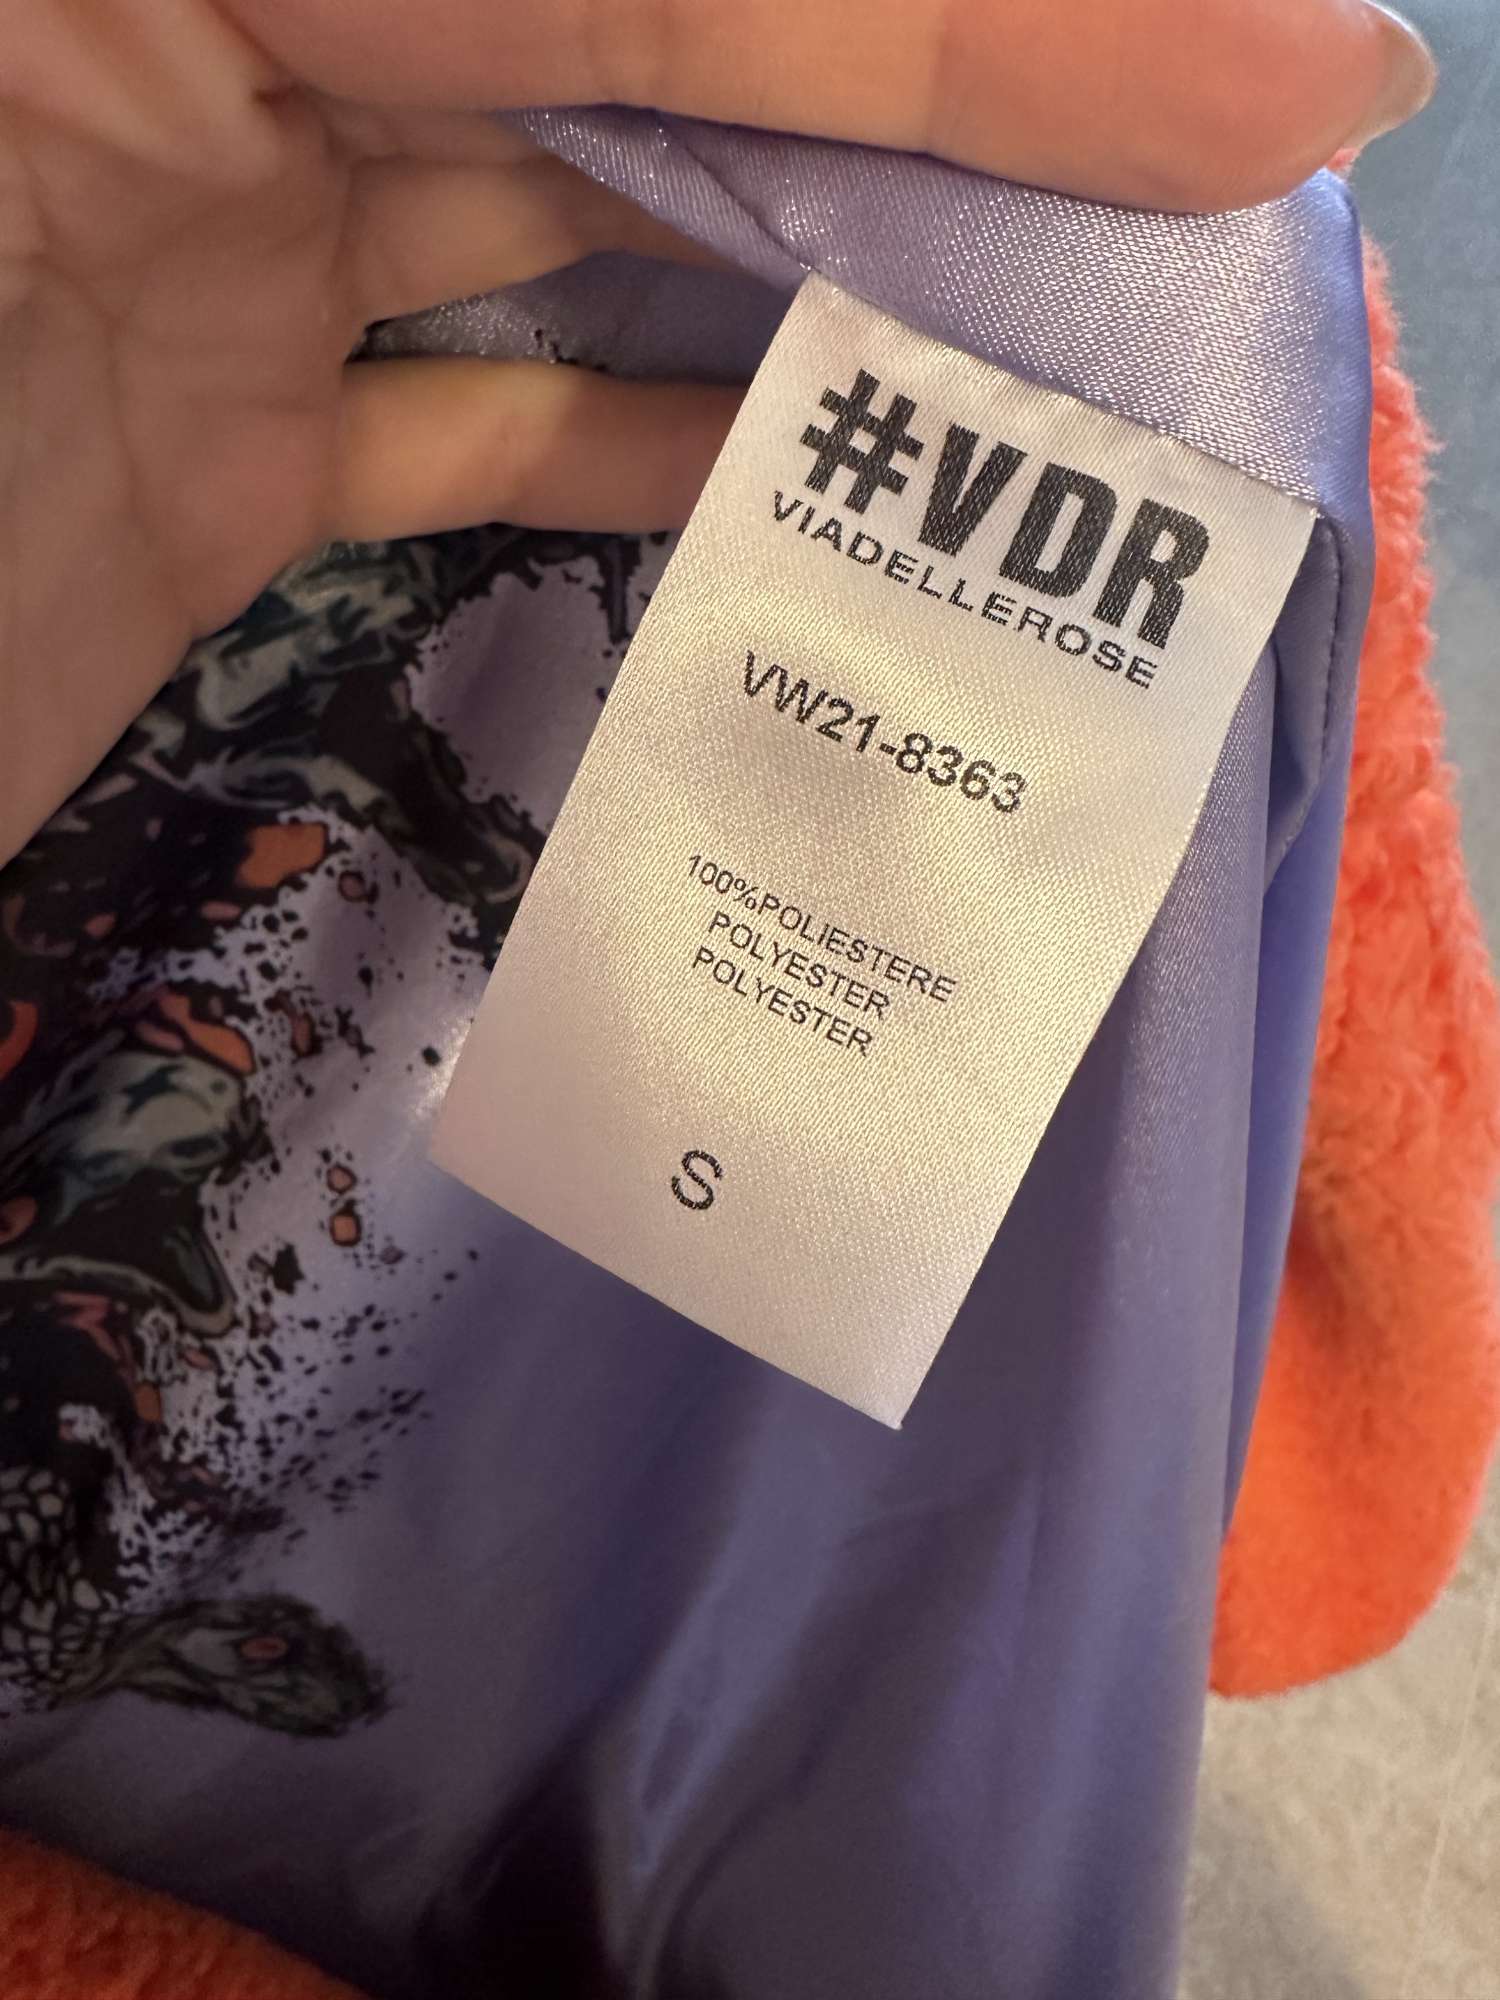 #VDR
VIADELLEROSE
VW21-8363
100%POLIESTERE
POLYESTER
POLYESTER
S